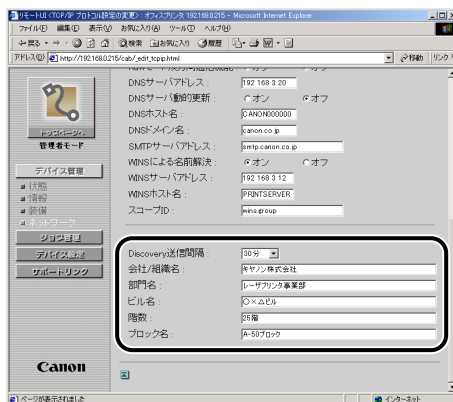 リモートUI <TCP/IP プロトコル設定の変更> : オフィスプリンタ 192.168.0.215 - Microsoft Internet Explorer
ファイル(F) 編集(E) 表示(V) お気に入り(A) ツール(T) ヘルプ(H)
戻る 検索 お気に入り 履歴
アドレス(D) http://192.168.0.215/cab/_edit_tcpip.html 移動 リンク
トップページへ
管理者モード
デバイス管理
状態
情報
装備
ネットワーク
ジョブ管理
デバイス設定
サポートリンク
Canon
DNSサーバアドレス : 192.168.3.20
DNSサーバ動的更新 : オン オフ
DNSホスト名 : CANON000000
DNSドメイン名 : canon.co.jp
SMTPサーバアドレス : smtp.canon.co.jp
WINSによる名前解決 : オン オフ
WINSサーバアドレス : 192.168.3.12
WINSホスト名 : PRINTSERVER
スコープID : wins.group
Discovery送信間隔 : 30分
会社/組織名 : キヤノン株式会社
部門名 : レーザプリンタ事業部
ビル名 : ○×△ビル
階数 : 25階
ブロック名 : A-50ブロック
ページが表示されました インターネット